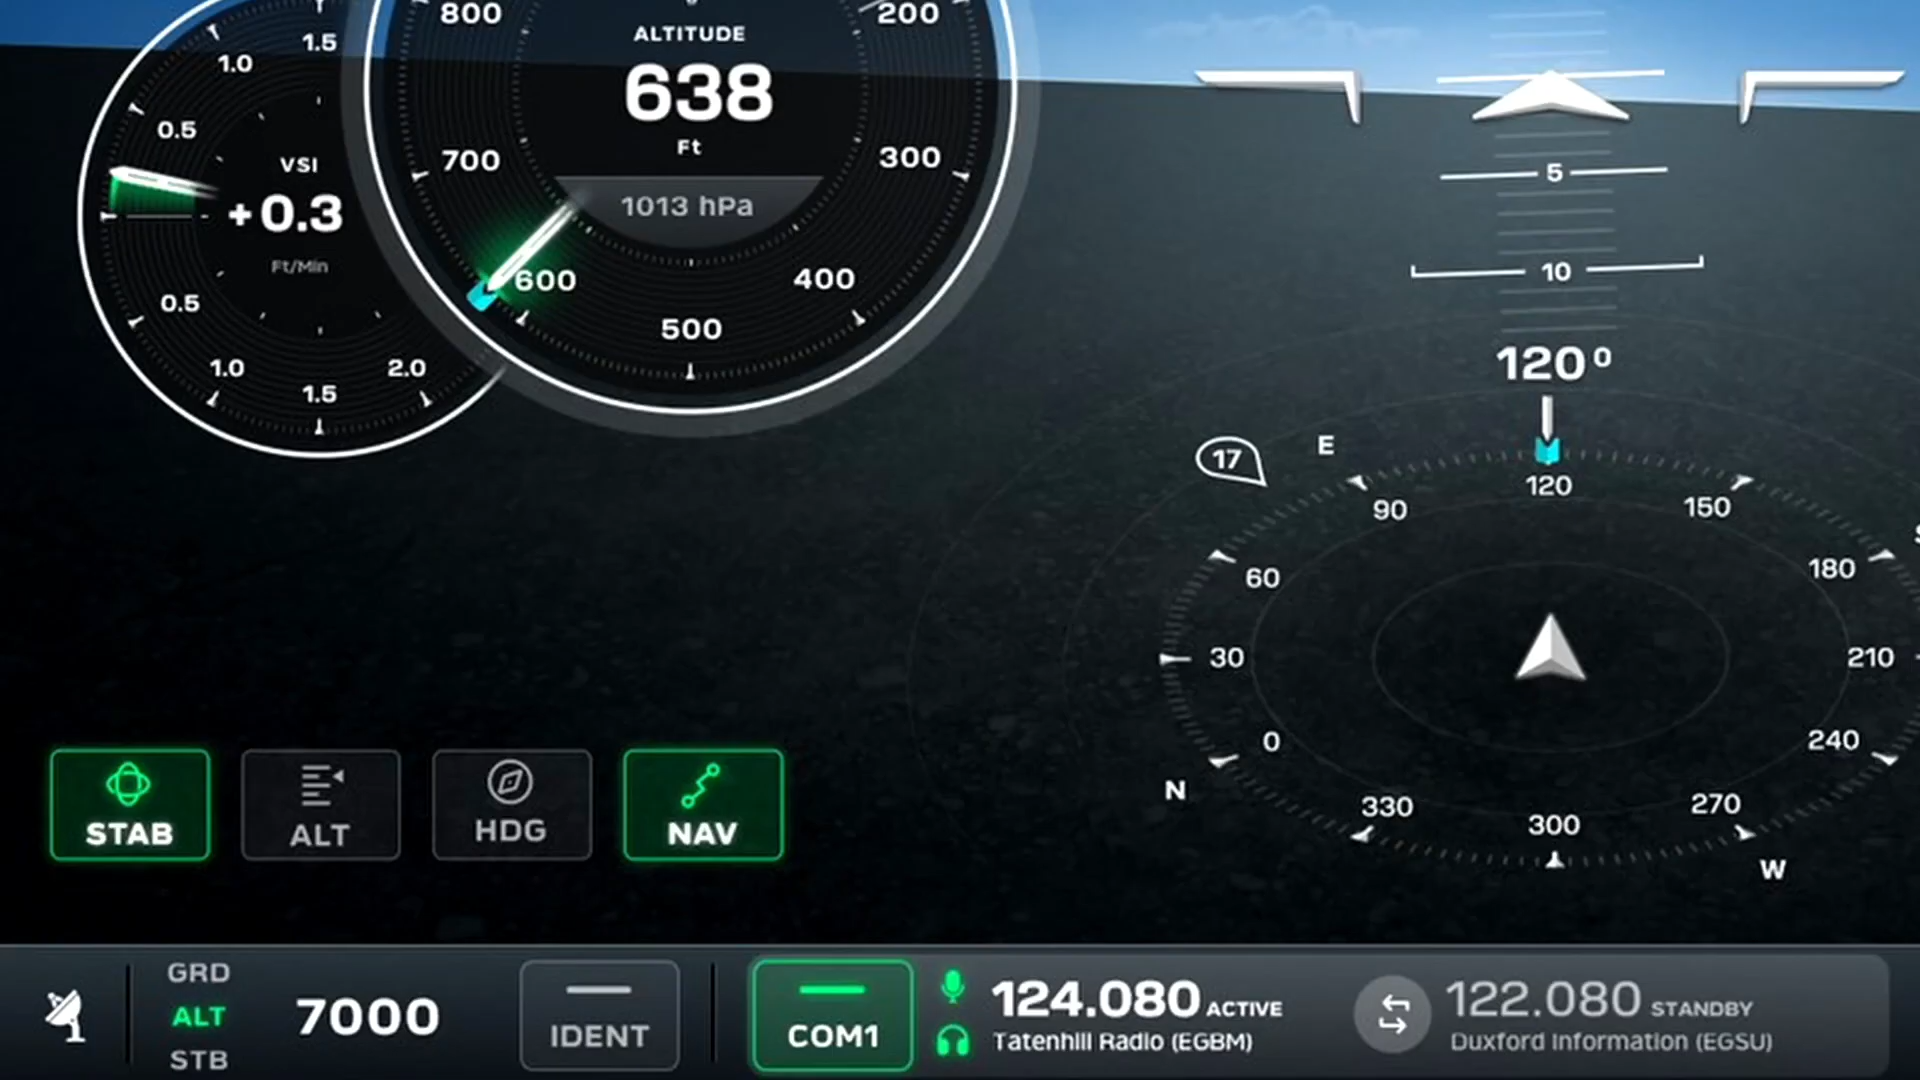 1.5
1.0
0.5
VSI
+0.3
Ft/Min
0.5
1.0
1.5
2.0
800
200
ALTITUDE
638
Ft
700
300
1013 hPa
600
400
500
5
10
120°
17
E
90
120
150
60
180
30
210
0
240
N
330
300
270
W
STAB
ALT
HDG
NAV
GRD
ALT
STB
7000
IDENT
COM1
124.080 ACTIVE
Tatenhill Radio (EGBM)
122.080 STANDBY
Duxford Information (EGSU)